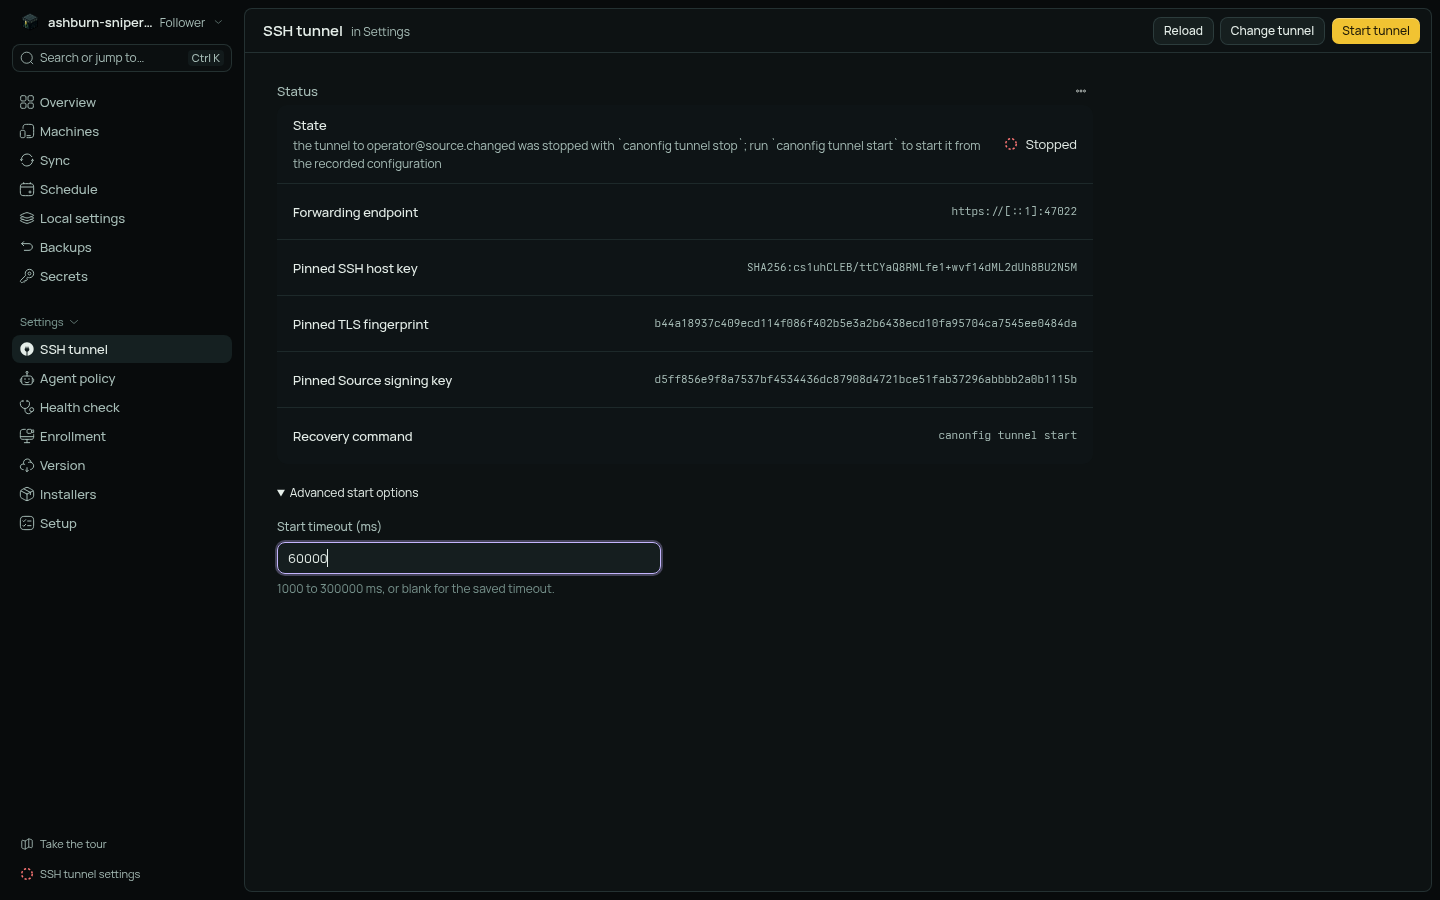 ashburn-sniper... Follower
Search or jump to... Ctrl K
Overview
Machines
Sync
Schedule
Local settings
Backups
Secrets
Settings
SSH tunnel
Agent policy
Health check
Enrollment
Version
Installers
Setup
Take the tour
SSH tunnel settings
SSH tunnel in Settings
Reload
Change tunnel
Start tunnel
Status
State
the tunnel to operator@source.changed was stopped with `canonfig tunnel stop`; run `canonfig tunnel start` to start it from
the recorded configuration
Stopped
Forwarding endpoint
https://[::1]:47022
Pinned SSH host key
SHA256:cs1uhCLEB/ttCYaQ8RMLfe1+wvf14dML2dUh8BU2N5M
Pinned TLS fingerprint
b44a18937c409ecd114f086f402b5e3a2b6438ecd10fa95704ca7545ee0484da
Pinned Source signing key
d5ff856e9f8a7537bf4534436dc87908d4721bce51fab37296abbbb2a0b1115b
Recovery command
canonfig tunnel start
Advanced start options
Start timeout (ms)
60000
1000 to 300000 ms, or blank for the saved timeout.